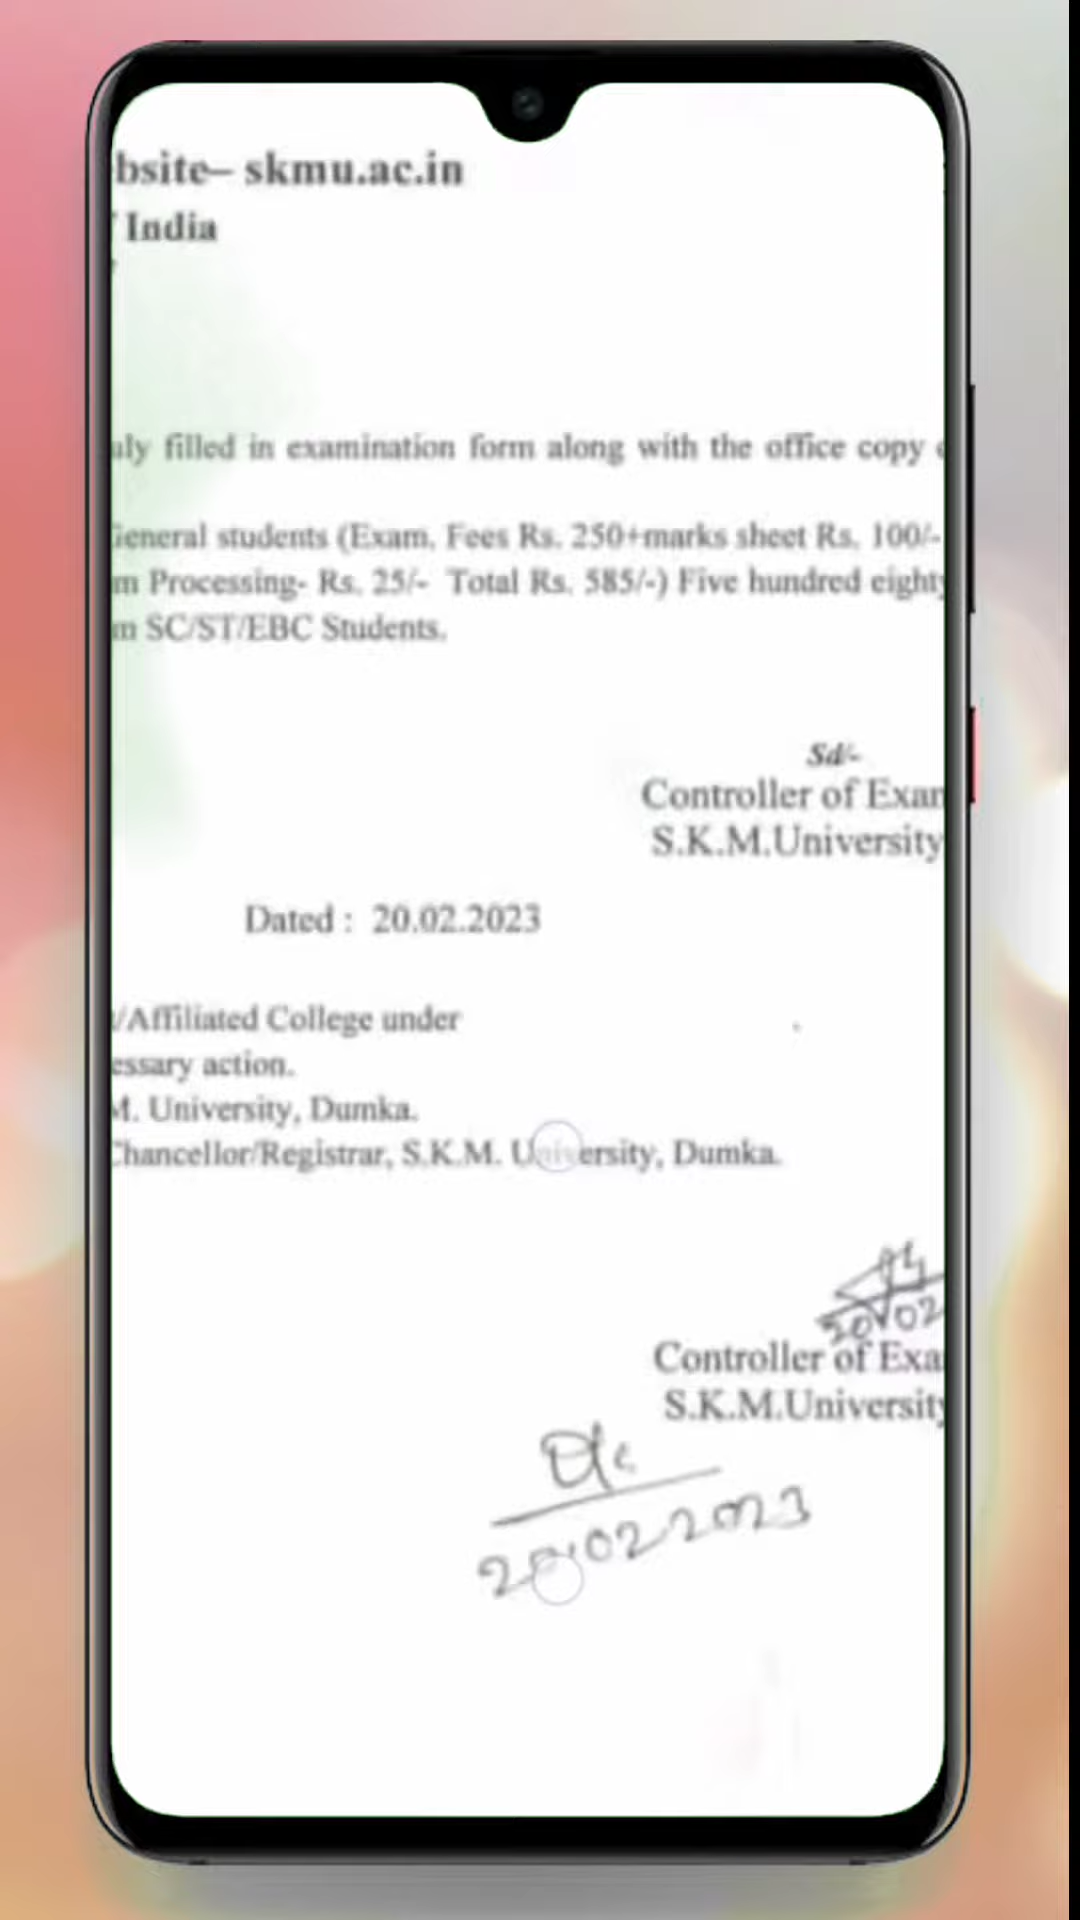 bsite– skmu.ac.in
India
uly filled in examination form along with the office copy
General students (Exam. Fees Rs. 250+marks sheet Rs. 100/-
m Processing- Rs. 25/- Total Rs. 585/-) Five hundred eighty
m SC/ST/EBC Students.
Sd/-
Controller of Exam
S.K.M.University
Dated : 20.02.2023
/Affiliated College under
essary action.
M. University, Dumka.
Chancellor/Registrar, S.K.M. University, Dumka.
20/02
Controller of Exa
S.K.M.University
20.02.2023